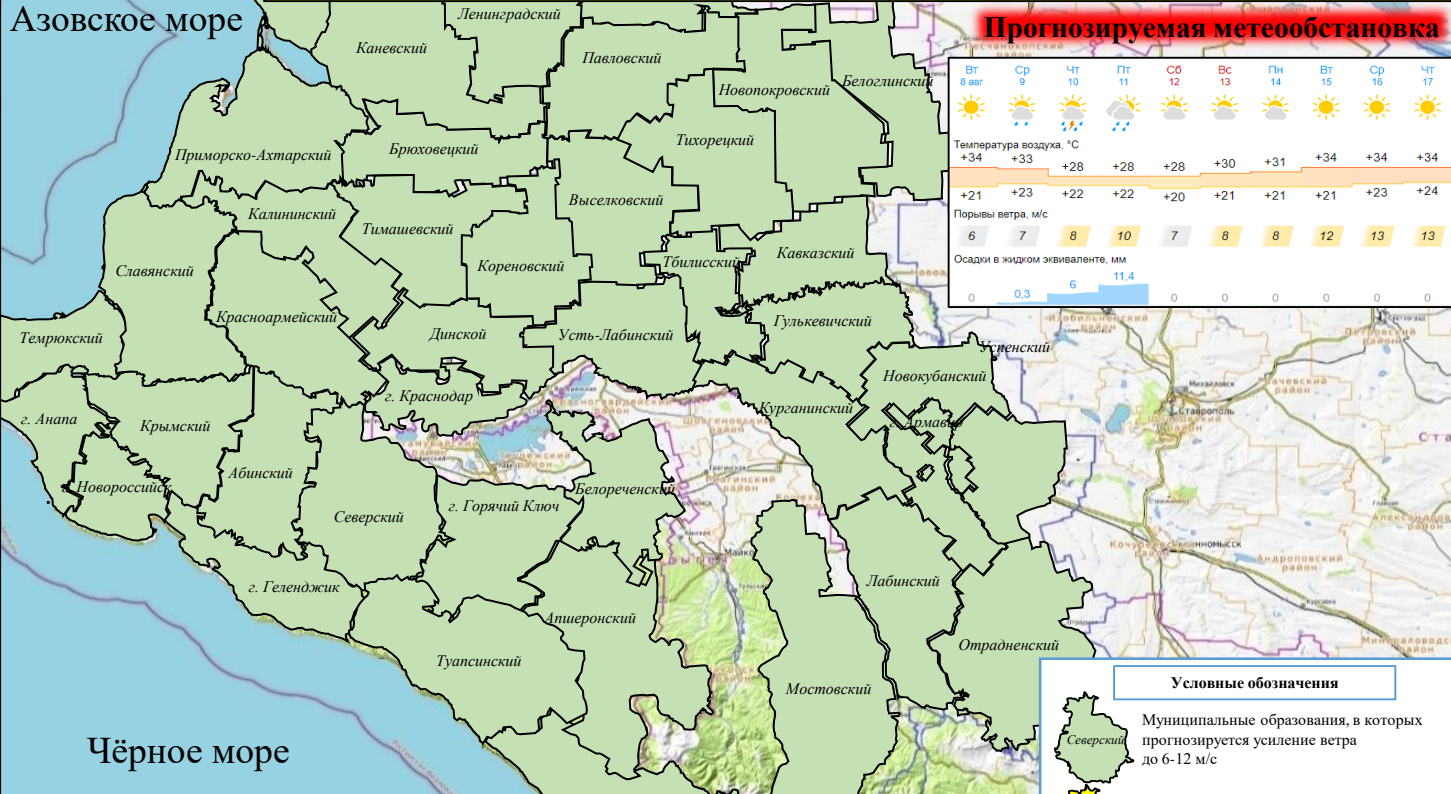 Азовское море
Прогнозируемая метеообстановка
Вт Ср Чт Пт Сб Вс Пн Вт Ср Чт
8 авг 9 10 11 12 13 14 15 16 17
Температура воздуха, °C
+34 +33 +28 +28 +28 +30 +31 +34 +34 +34
+21 +23 +22 +22 +20 +21 +21 +21 +23 +24
Порывы ветра, м/с
6 7 8 10 7 8 8 12 13 13
Осадки в жидком эквиваленте, мм
0 0,3 6 11,4 0 0 0 0 0 0
Ленинградский
Каневский
Павловский
Белоглинский
Новопокровский
Тихорецкий
Приморско-Ахтарский
Брюховецкий
Выселковский
Калининский
Тимашевский
Кореновский
Тбилисский
Кавказский
Славянский
Красноармейский
Динской
Усть-Лабинский
Гулькевичский
Темрюкский
Успенский
Новокубанский
г. Краснодар
Курганинский
г. Армавир
г. Анапа
Крымский
Абинский
г. Новороссийск
Белореченский
г. Горячий Ключ
Северский
Лабинский
г. Геленджик
Апшеронский
Отрадненский
Туапсинский
Мостовский
Чёрное море
Михайловск
Ставрополь
Андроповский
район
Условные обозначения
Северский
Муниципальные образования, в которых
прогнозируется усиление ветра
до 6-12 м/с